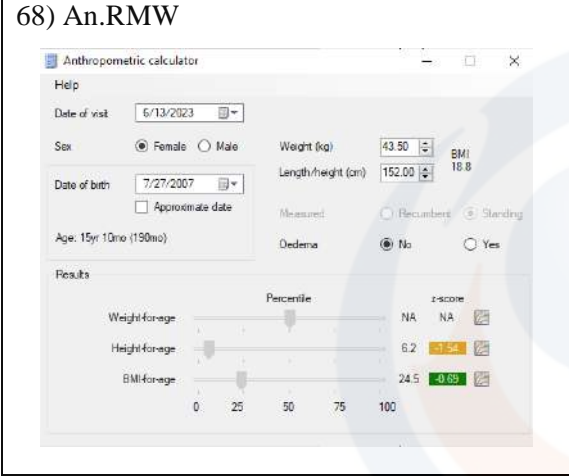 68) An.RMW
Anthropometric calculator
Help
Date of visit 6/13/2023
Sex Female Male Weight (kg) 43.50 BMI
Length/height (cm) 152.00 18.8
Date of birth 7/27/2007
Approximate date Measured Recumbent Standing
Age: 15yr 10mo (190mo) Oedema No Yes
Results
Percentile z-score
Weight-for-age NA NA
Height-for-age 6.2 -1.54
BMI-for-age 24.5 -0.69
0 25 50 75 100